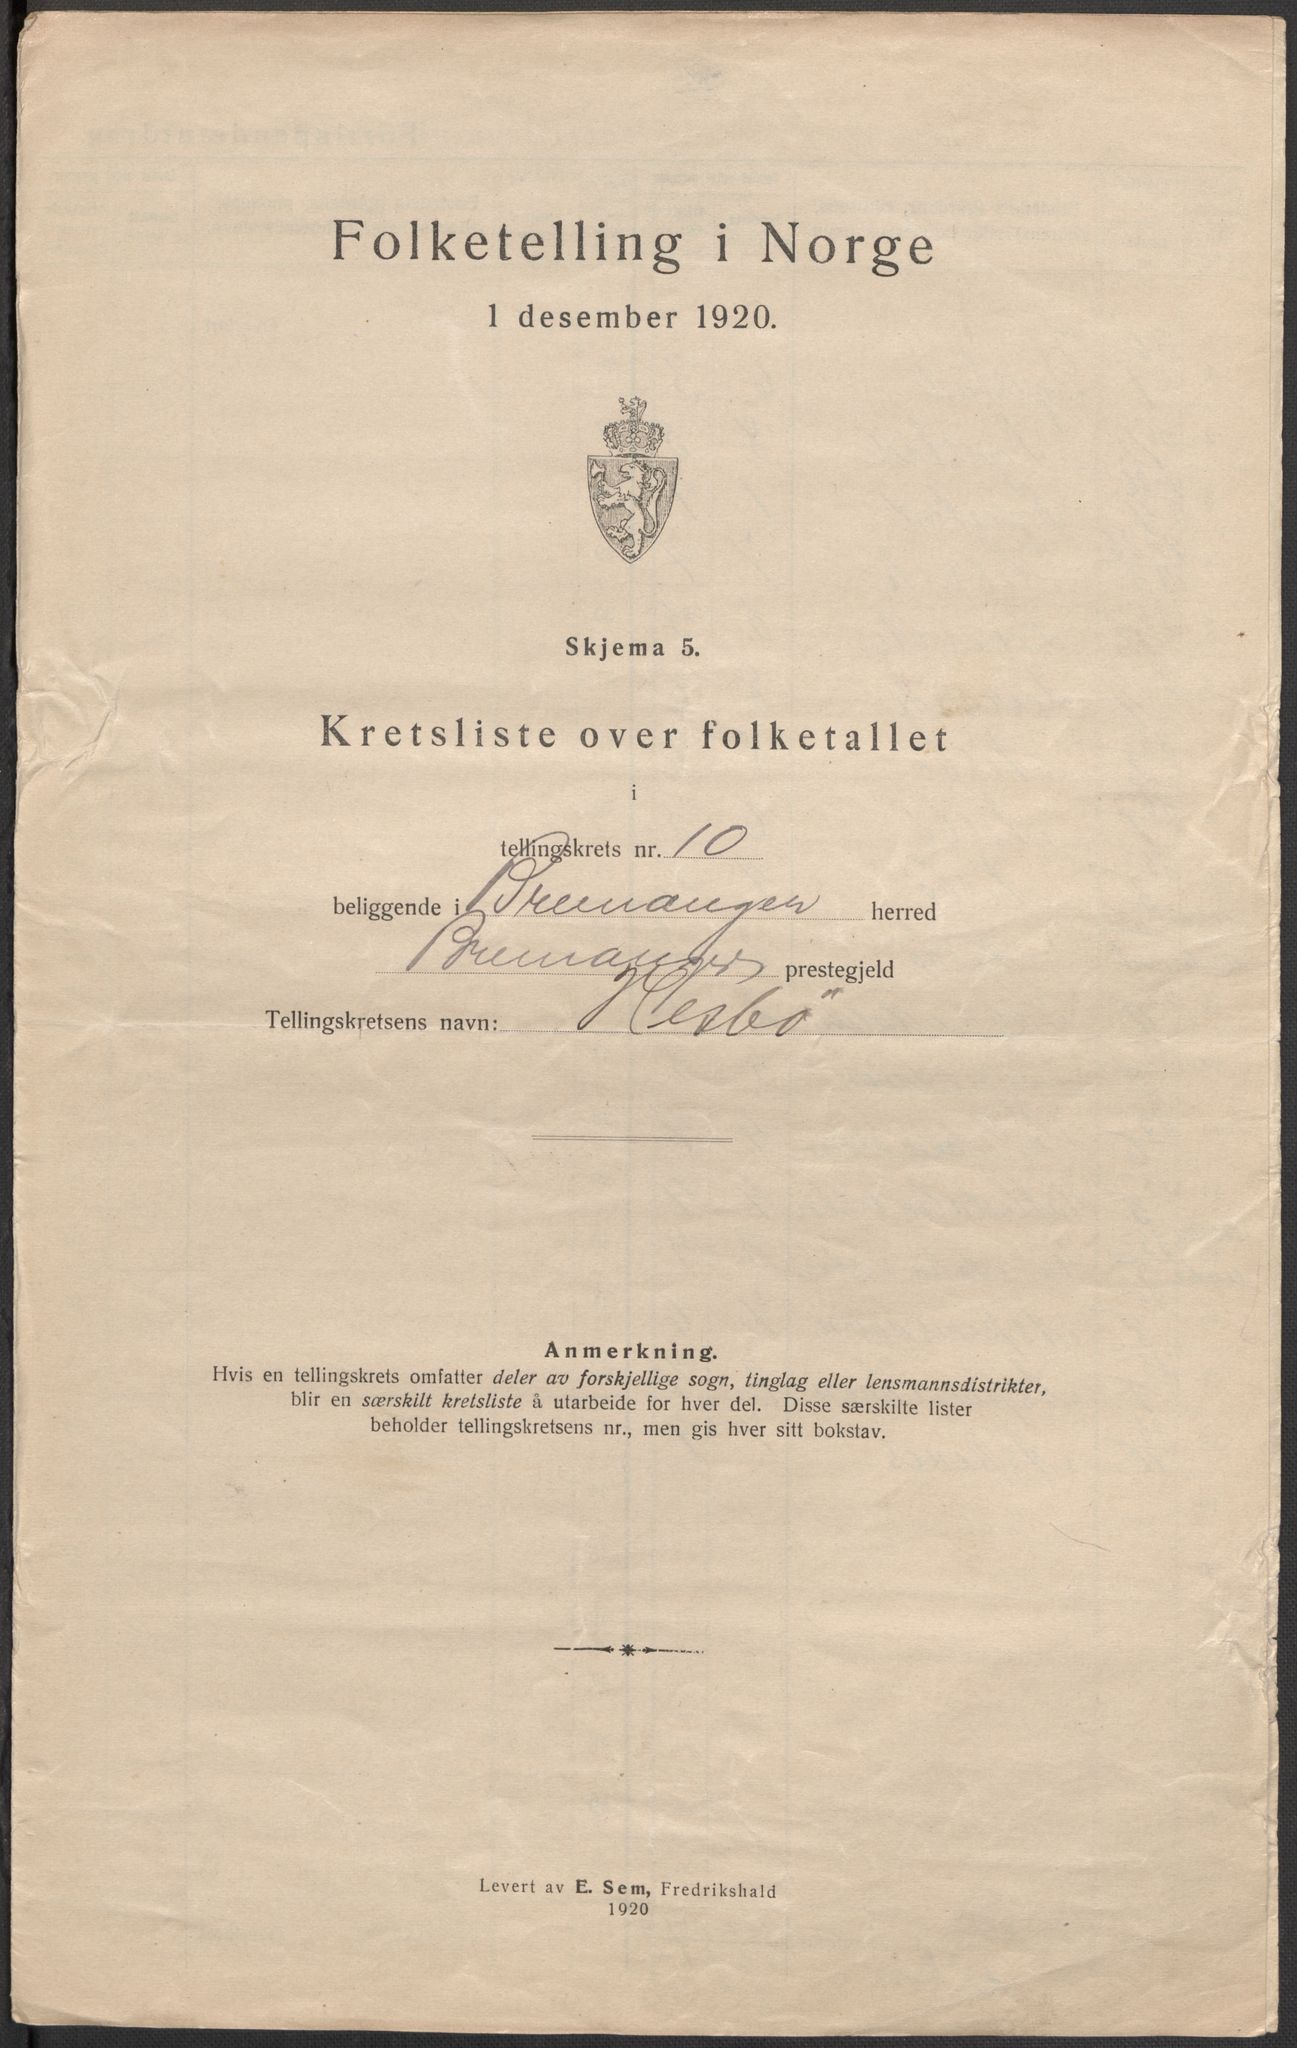 Folketelling i Norge
1 desember 1920.
Skjema 5.
Kretsliste over folketallet
i
tellingskrets nr. 10
beliggende i Bremanger herred
Bremanger prestegjeld
Tellingskretsens navn: Hesbö
Anmerkning.
Hvis en tellingskrets omfatter deler av forskjellige sogn, tinglag eller lensmannsdistrikter,
blir en særskilt kretsliste å utarbeide for hver del. Disse særskilte lister
beholder tellingskretsens nr., men gis hver sitt bokstav.
Levert av E. Sem, Fredrikshald
1920